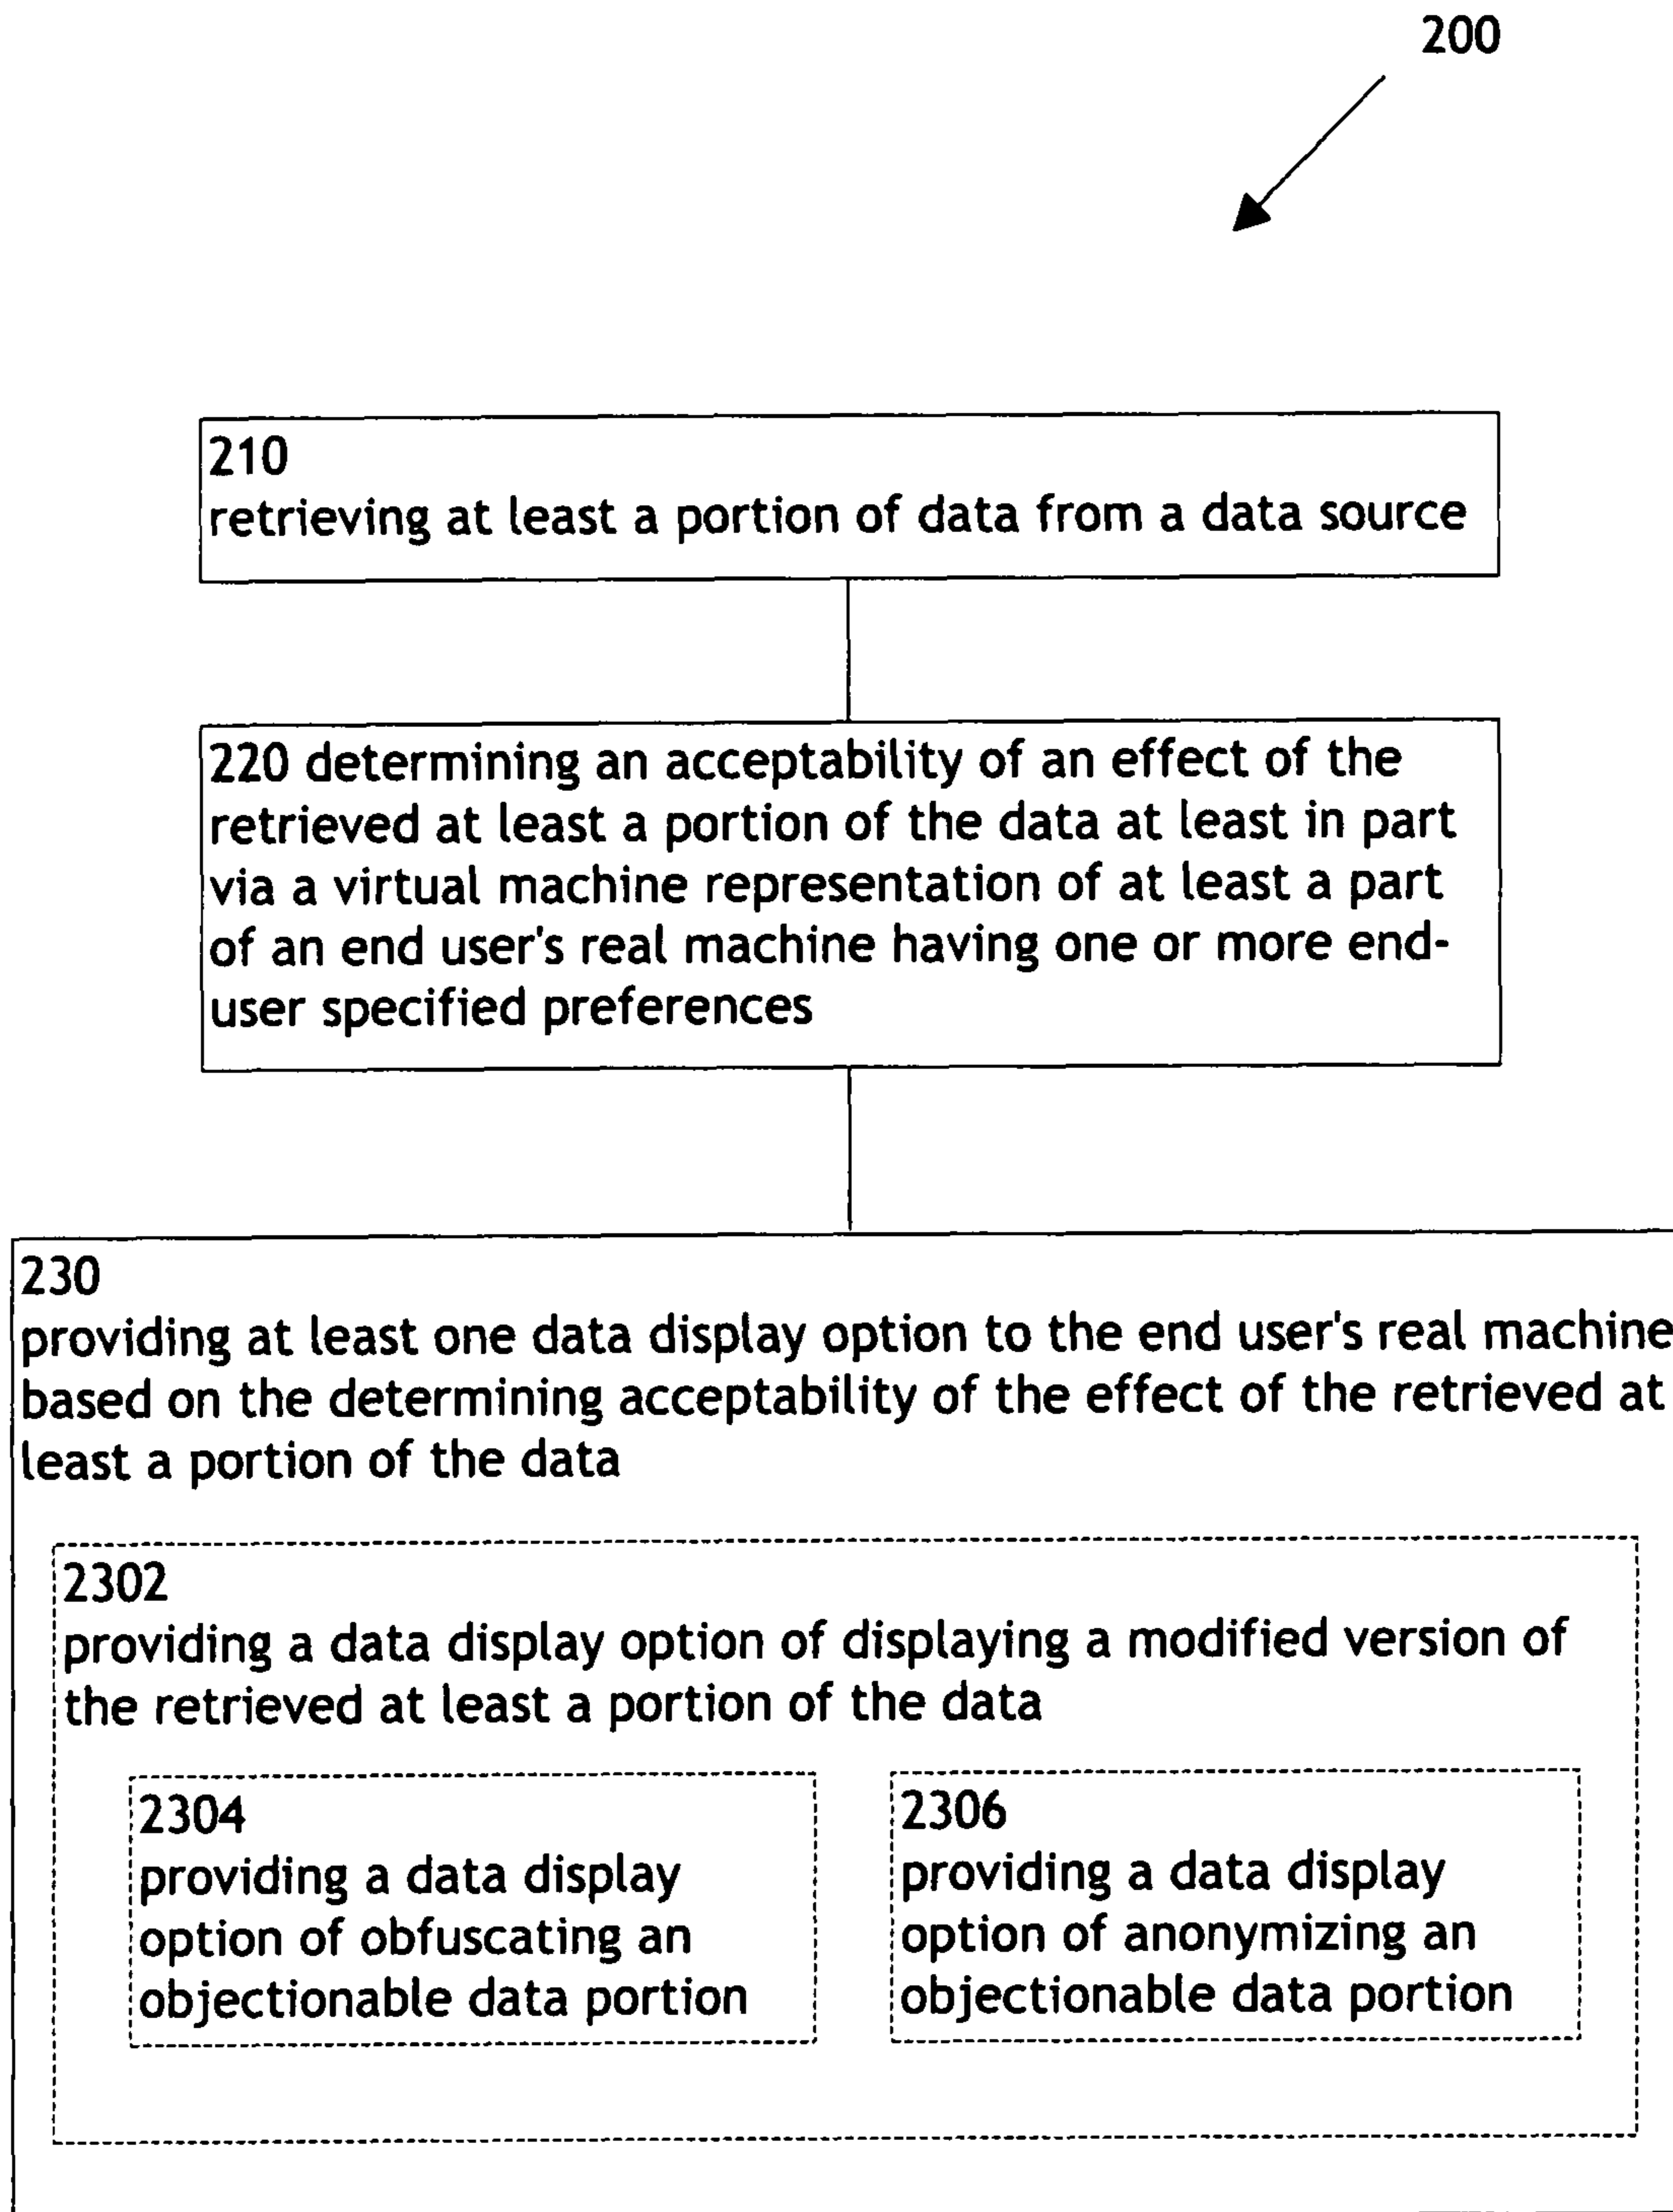 200
210
retrieving at least a portion of data from a data source
220 determining an acceptability of an effect of the
retrieved at least a portion of the data at least in part
via a virtual machine representation of at least a part
of an end user's real machine having one or more end-
user specified preferences
230
providing at least one data display option to the end user's real machine
based on the determining acceptability of the effect of the retrieved at
least a portion of the data
2302
providing a data display option of displaying a modified version of
the retrieved at least a portion of the data
2304
providing a data display
option of obfuscating an
objectionable data portion
2306
providing a data display
option of anonymizing an
objectionable data portion